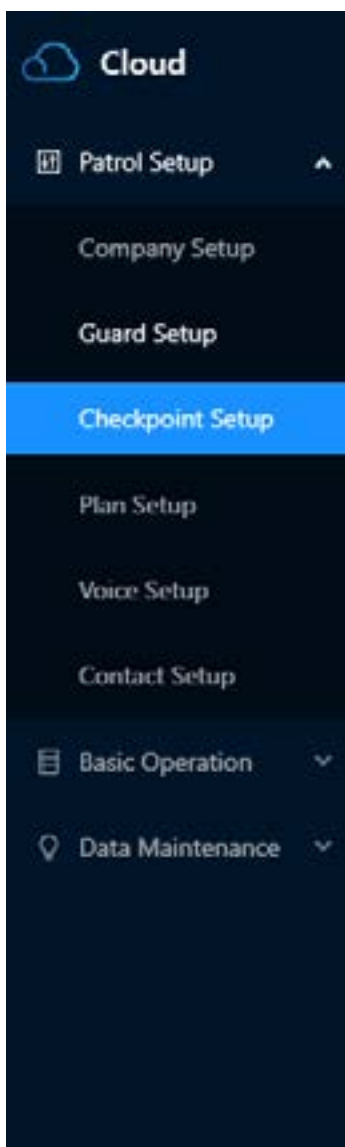 Cloud
Patrol Setup
Company Setup
Guard Setup
Checkpoint Setup
Plan Setup
Voice Setup
Contact Setup
Basic Operation
Data Maintenance